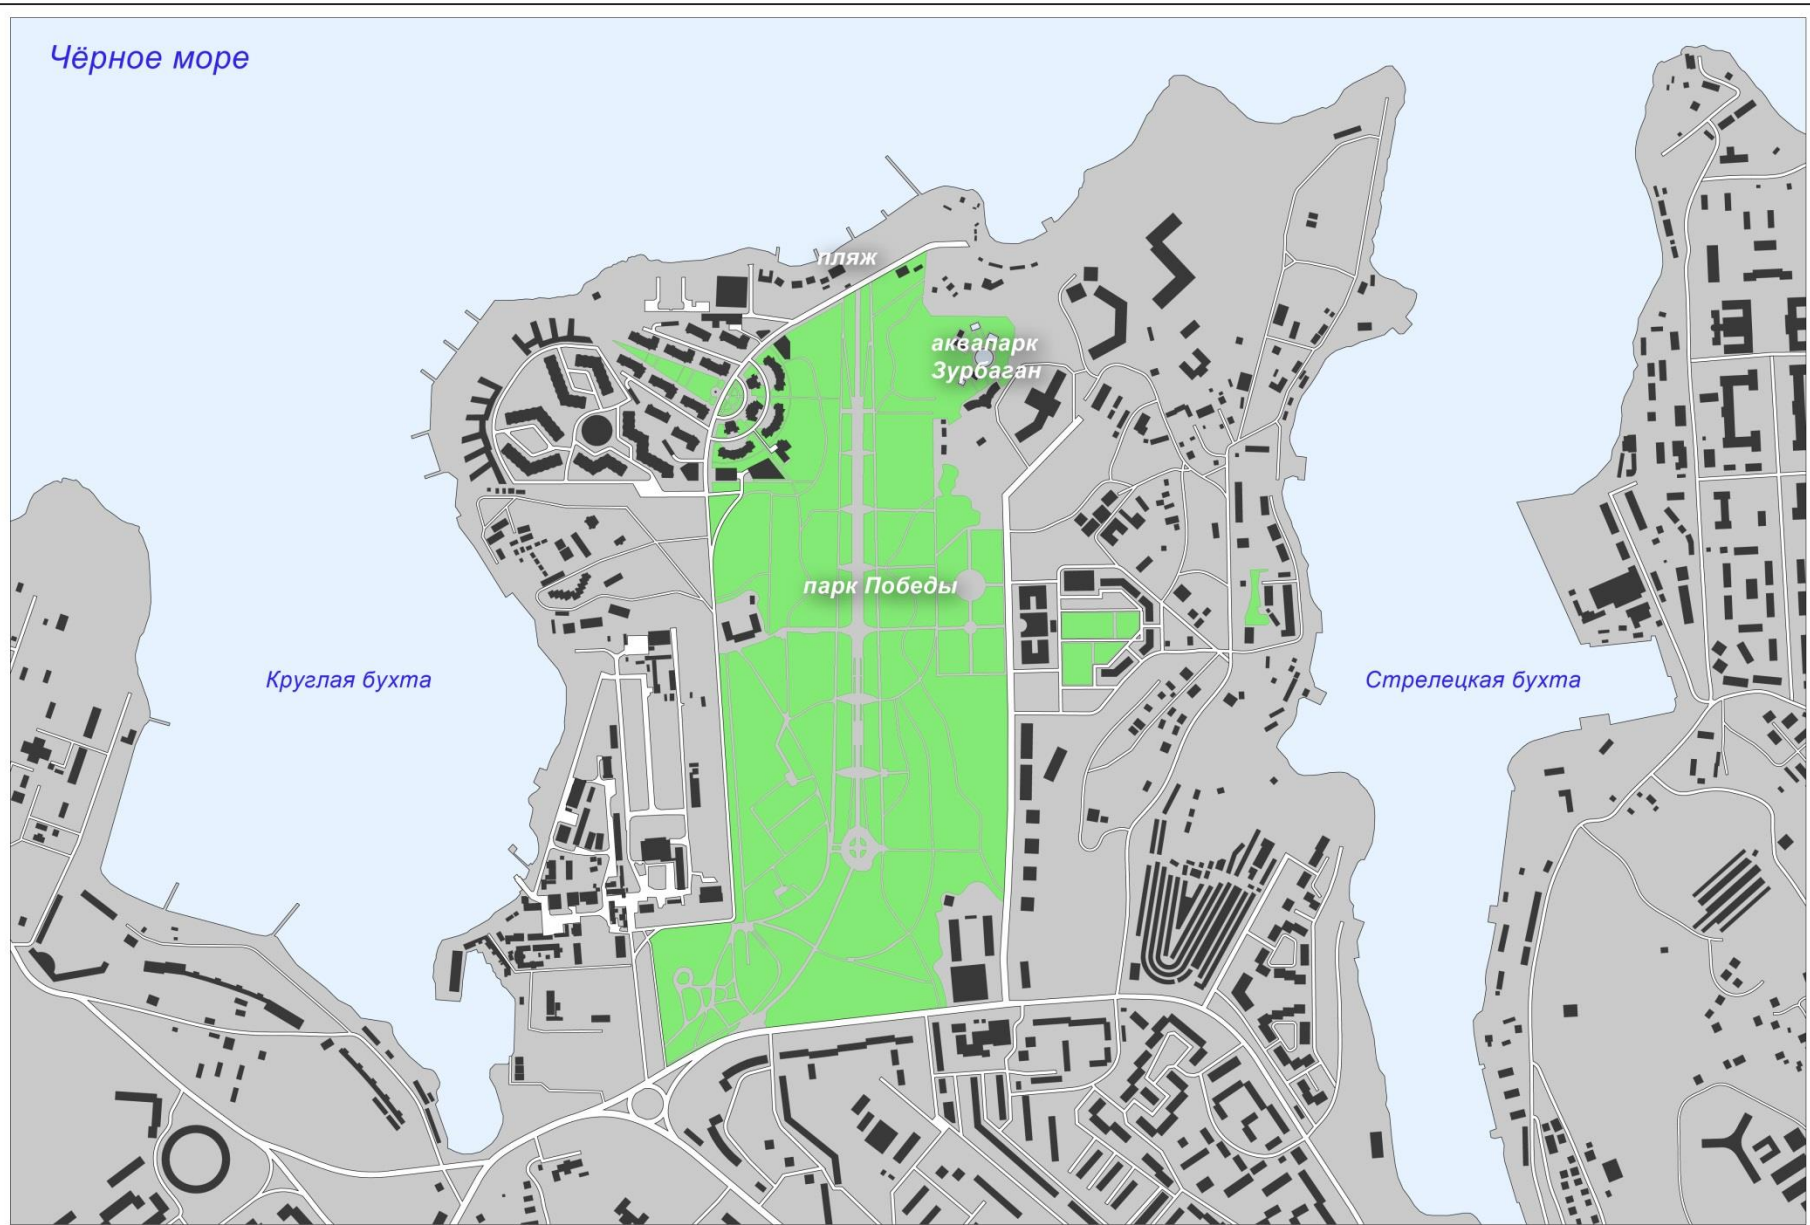 Чёрное море
пляж
аквапарк
Зурбаган
парк Победы
Круглая бухта
Стрелецкая бухта